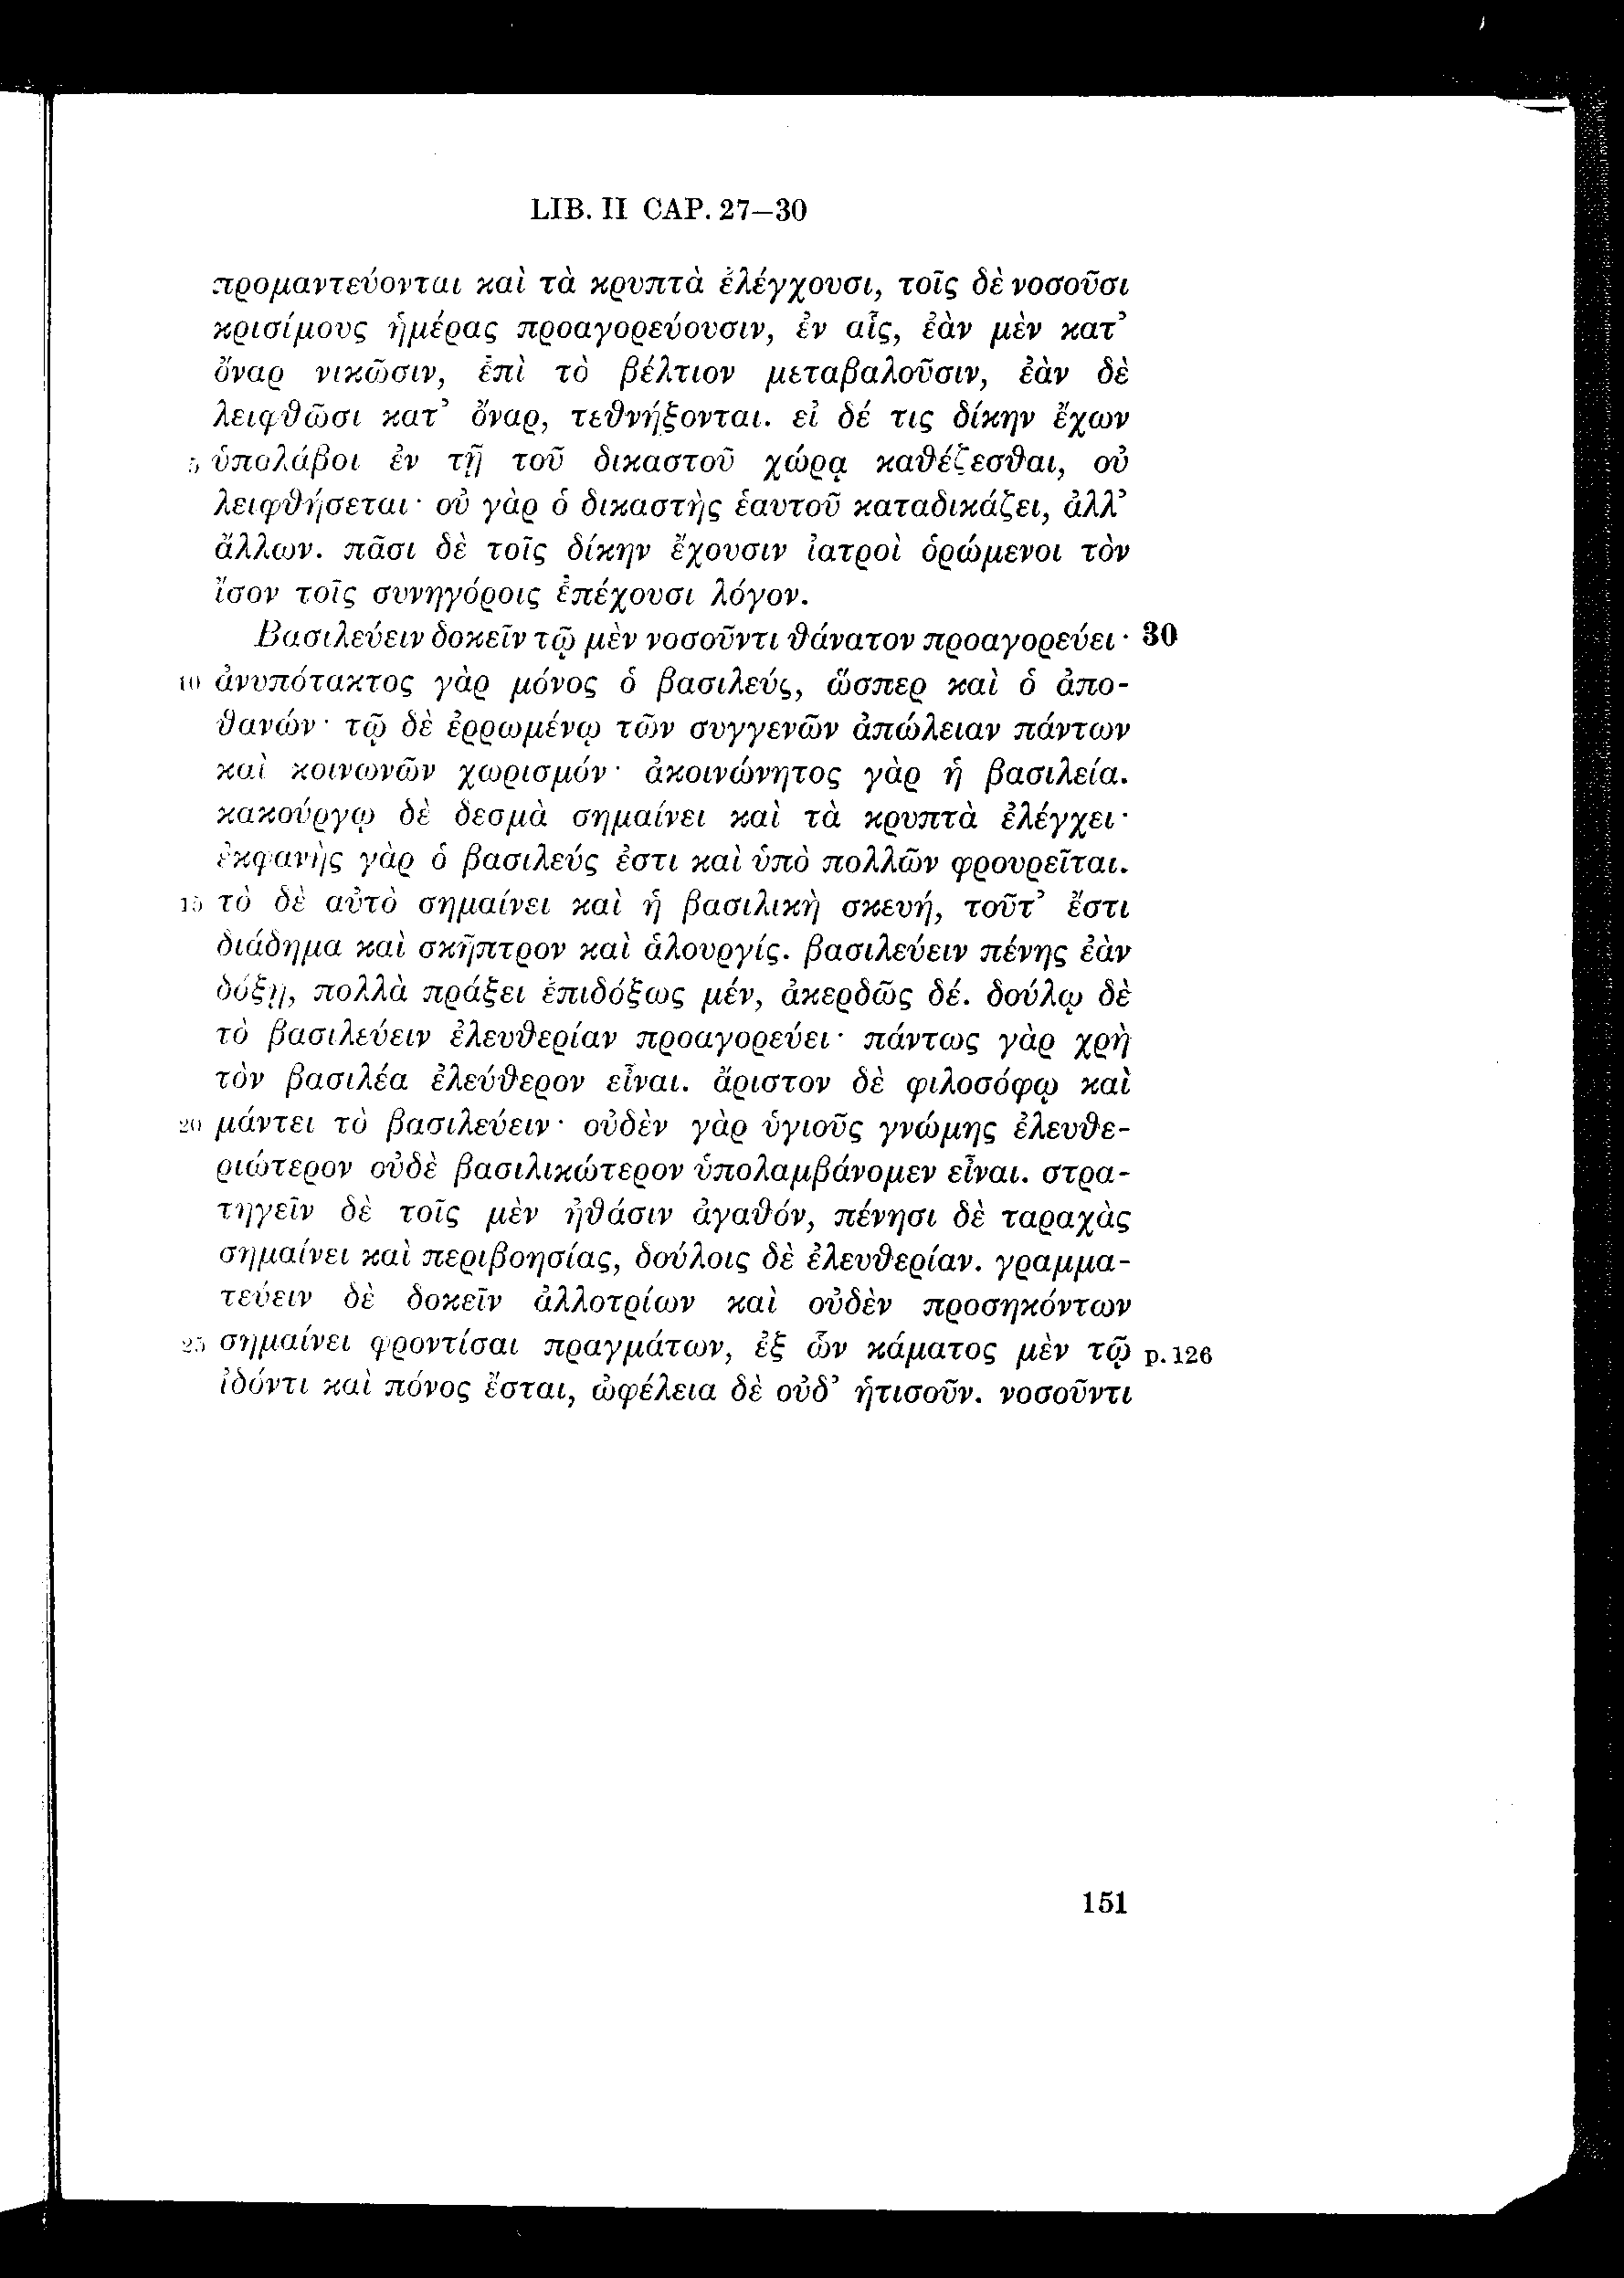 LIB. II CAP. 27–30
προμαντεύονται καὶ τὰ κρυπτὰ ἐλέγχουσι, τοῖς δὲ νοσοῦσι
κρισίμους ἡμέρας προαγορεύουσιν, ἐν αἷς, ἐὰν μὲν κατ’
ὄναρ νικῶσιν, ἐπὶ τὸ βέλτιον μεταβαλοῦσιν, ἐὰν δὲ
λειφθῶσι κατ’ ὄναρ, τεθνήξονται. εἰ δέ τις δίκην ἔχων
5 ὑπολάβοι ἐν τῇ τοῦ δικαστοῦ χώρᾳ καθέζεσθαι, οὐ
λειφθήσεται· οὐ γὰρ ὁ δικαστὴς ἑαυτοῦ καταδικάζει, ἀλλ’
ἄλλων. πᾶσι δὲ τοῖς δίκην ἔχουσιν ἰατροὶ ὁρώμενοι τὸν
ἴσον τοῖς συνηγόροις ἐπέχουσι λόγον.
Βασιλεύειν δοκεῖν τῷ μὲν νοσοῦντι θάνατον προαγορεύει· 30
10 ἀνυπότακτος γὰρ μόνος ὁ βασιλεύς, ὥσπερ καὶ ὁ ἀπο-
θανών· τῷ δὲ ἐρρωμένῳ τῶν συγγενῶν ἀπώλειαν πάντων
καὶ κοινωνῶν χωρισμόν· ἀκοινώνητος γὰρ ἡ βασιλεία.
κακούργῳ δὲ δεσμὰ σημαίνει καὶ τὰ κρυπτὰ ἐλέγχει·
ἐκφανὴς γὰρ ὁ βασιλεύς ἐστι καὶ ὑπὸ πολλῶν φρουρεῖται.
15 τὸ δὲ αὐτὸ σημαίνει καὶ ἡ βασιλικὴ σκευή, τοῦτ’ ἔστι
διάδημα καὶ σκῆπτρον καὶ ἁλουργίς. βασιλεύειν πένης ἐὰν
δόξῃ, πολλὰ πράξει ἐπιδόξως μέν, ἀκερδῶς δέ. δούλῳ δὲ
τὸ βασιλεύειν ἐλευθερίαν προαγορεύει· πάντως γὰρ χρὴ
τὸν βασιλέα ἐλεύθερον εἶναι. ἄριστον δὲ φιλοσόφῳ καὶ
20 μάντει τὸ βασιλεύειν· οὐδὲν γὰρ ὑγιοῦς γνώμης ἐλευθε-
ριώτερον οὐδὲ βασιλικώτερον ὑπολαμβάνομεν εἶναι. στρα-
τηγεῖν δὲ τοῖς μὲν ἠθάσιν ἀγαθόν, πένησι δὲ ταραχὰς
σημαίνει καὶ περιβοησίας, δούλοις δὲ ἐλευθερίαν. γραμμα-
τεύειν δὲ δοκεῖν ἀλλοτρίων καὶ οὐδὲν προσηκόντων
25 σημαίνει φροντίσαι πραγμάτων, ἐξ ὧν κάματος μὲν τῷ p. 126
ἰδόντι καὶ πόνος ἔσται, ὠφέλεια δὲ οὐδ’ ἡτισοῦν. νοσοῦντι
151